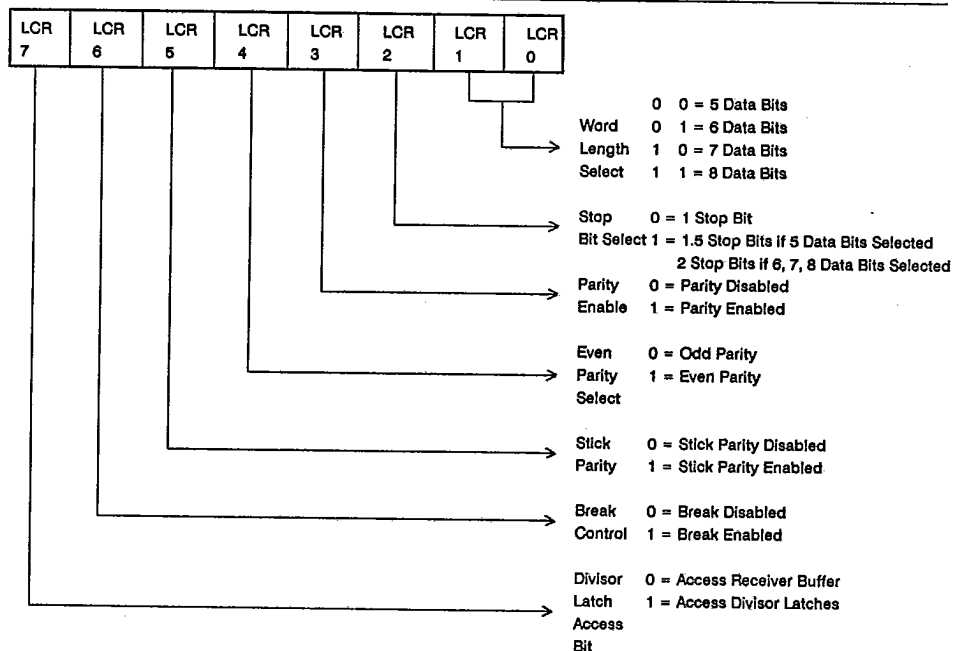 LCR LCR LCR LCR LCR LCR LCR LCR
7 6 5 4 3 2 1 0
0 0 = 5 Data Bits
Word 0 1 = 6 Data Bits
Length 1 0 = 7 Data Bits
Select 1 1 = 8 Data Bits
Stop 0 = 1 Stop Bit
Bit Select 1 = 1.5 Stop Bits if 5 Data Bits Selected
2 Stop Bits if 6, 7, 8 Data Bits Selected
Parity 0 = Parity Disabled
Enable 1 = Parity Enabled
Even 0 = Odd Parity
Parity 1 = Even Parity
Select
Stick 0 = Stick Parity Disabled
Parity 1 = Stick Parity Enabled
Break 0 = Break Disabled
Control 1 = Break Enabled
Divisor 0 = Access Receiver Buffer
Latch 1 = Access Divisor Latches
Access
Bit